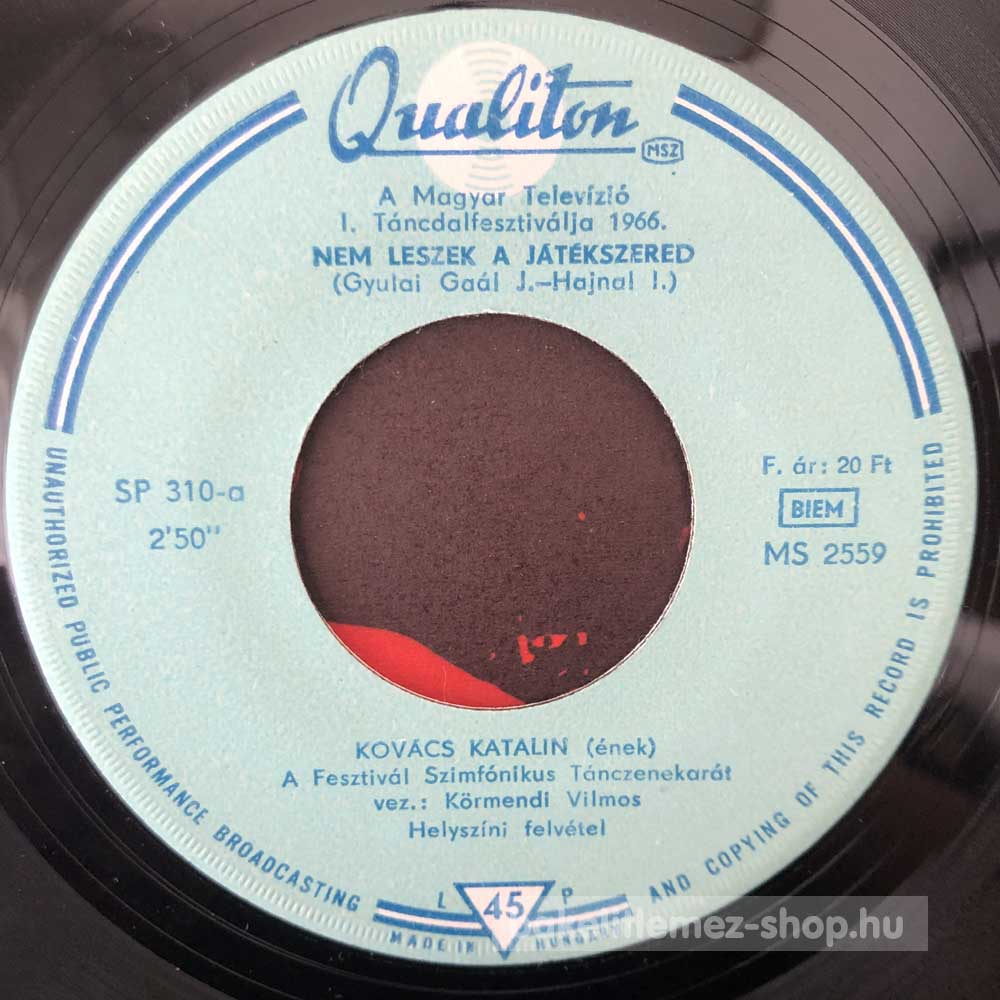 Qualiton
MSZ
A Magyar Televízió
I. Táncdalfesztiválja 1966.
NEM LESZEK A JÁTÉKSZERED
(Gyulai Gaál J.–Hajnal I.)
SP 310-a
2'50"
F. ár: 20 Ft
BIEM
MS 2559
KOVÁCS KATALIN (ének)
A Fesztivál Szimfónikus Tánczenekarát
vez.: Körmendi Vilmos
Helyszíni felvétel
L 45 P
MADE IN HUNGARY
UNAUTHORIZED PUBLIC PERFORMANCE BROADCASTING AND COPYING OF THIS RECORD IS PROHIBITED
bakelitlemez-shop.hu